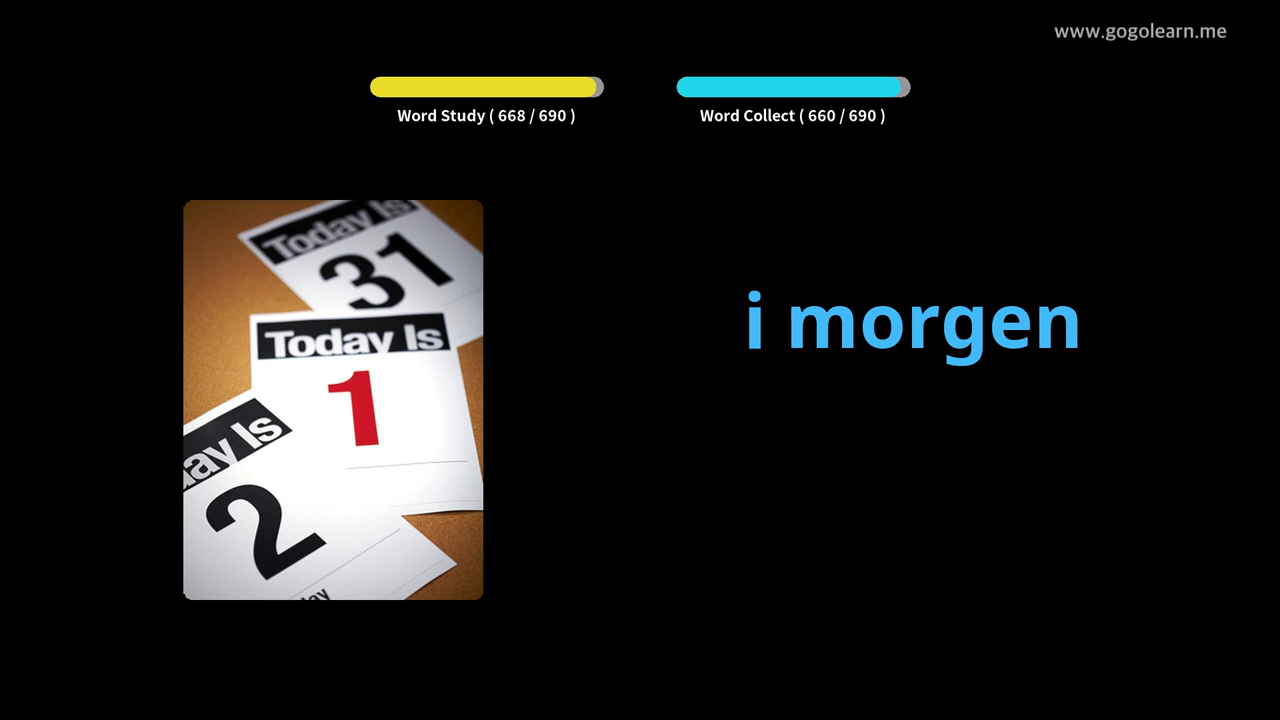 www.gogolearn.me
Word Study ( 668 / 690 )
Word Collect ( 660 / 690 )
Today Is
31
Today Is
1
i morgen
ay Is
2
ay